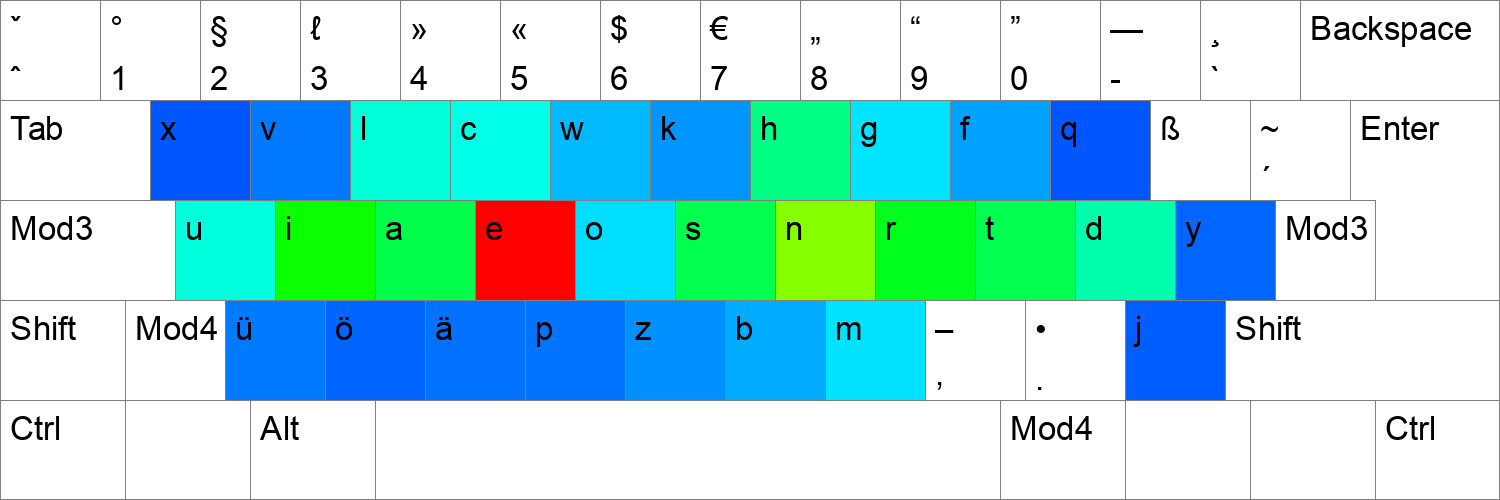 ˇ ° § ℓ » « $ € „ “ ” — ¸ Backspace
ˆ 1 2 3 4 5 6 7 8 9 0 - `
Tab x v l c w k h g f q ß ~ Enter
´
Mod3 u i a e o s n r t d y Mod3
Shift Mod4 ü ö ä p z b m – • j Shift
, .
Ctrl Alt Mod4 Ctrl